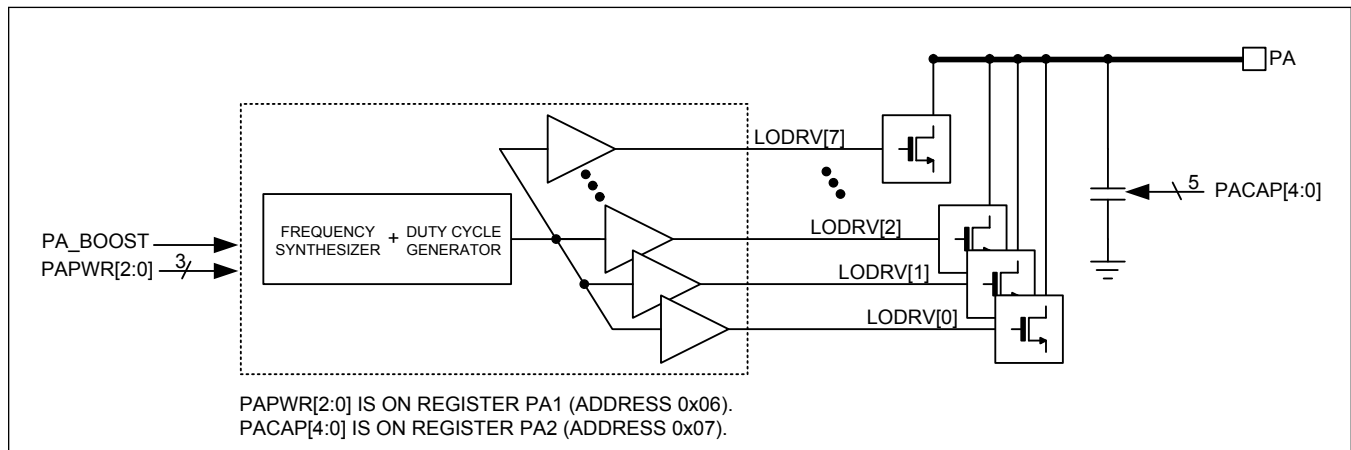 PA
LODRV[7]
5
PACAP[4:0]
PA_BOOST
PAPWR[2:0]
3
FREQUENCY
SYNTHESIZER
+
DUTY CYCLE
GENERATOR
LODRV[2]
LODRV[1]
LODRV[0]
PAPWR[2:0] IS ON REGISTER PA1 (ADDRESS 0x06).
PACAP[4:0] IS ON REGISTER PA2 (ADDRESS 0x07).